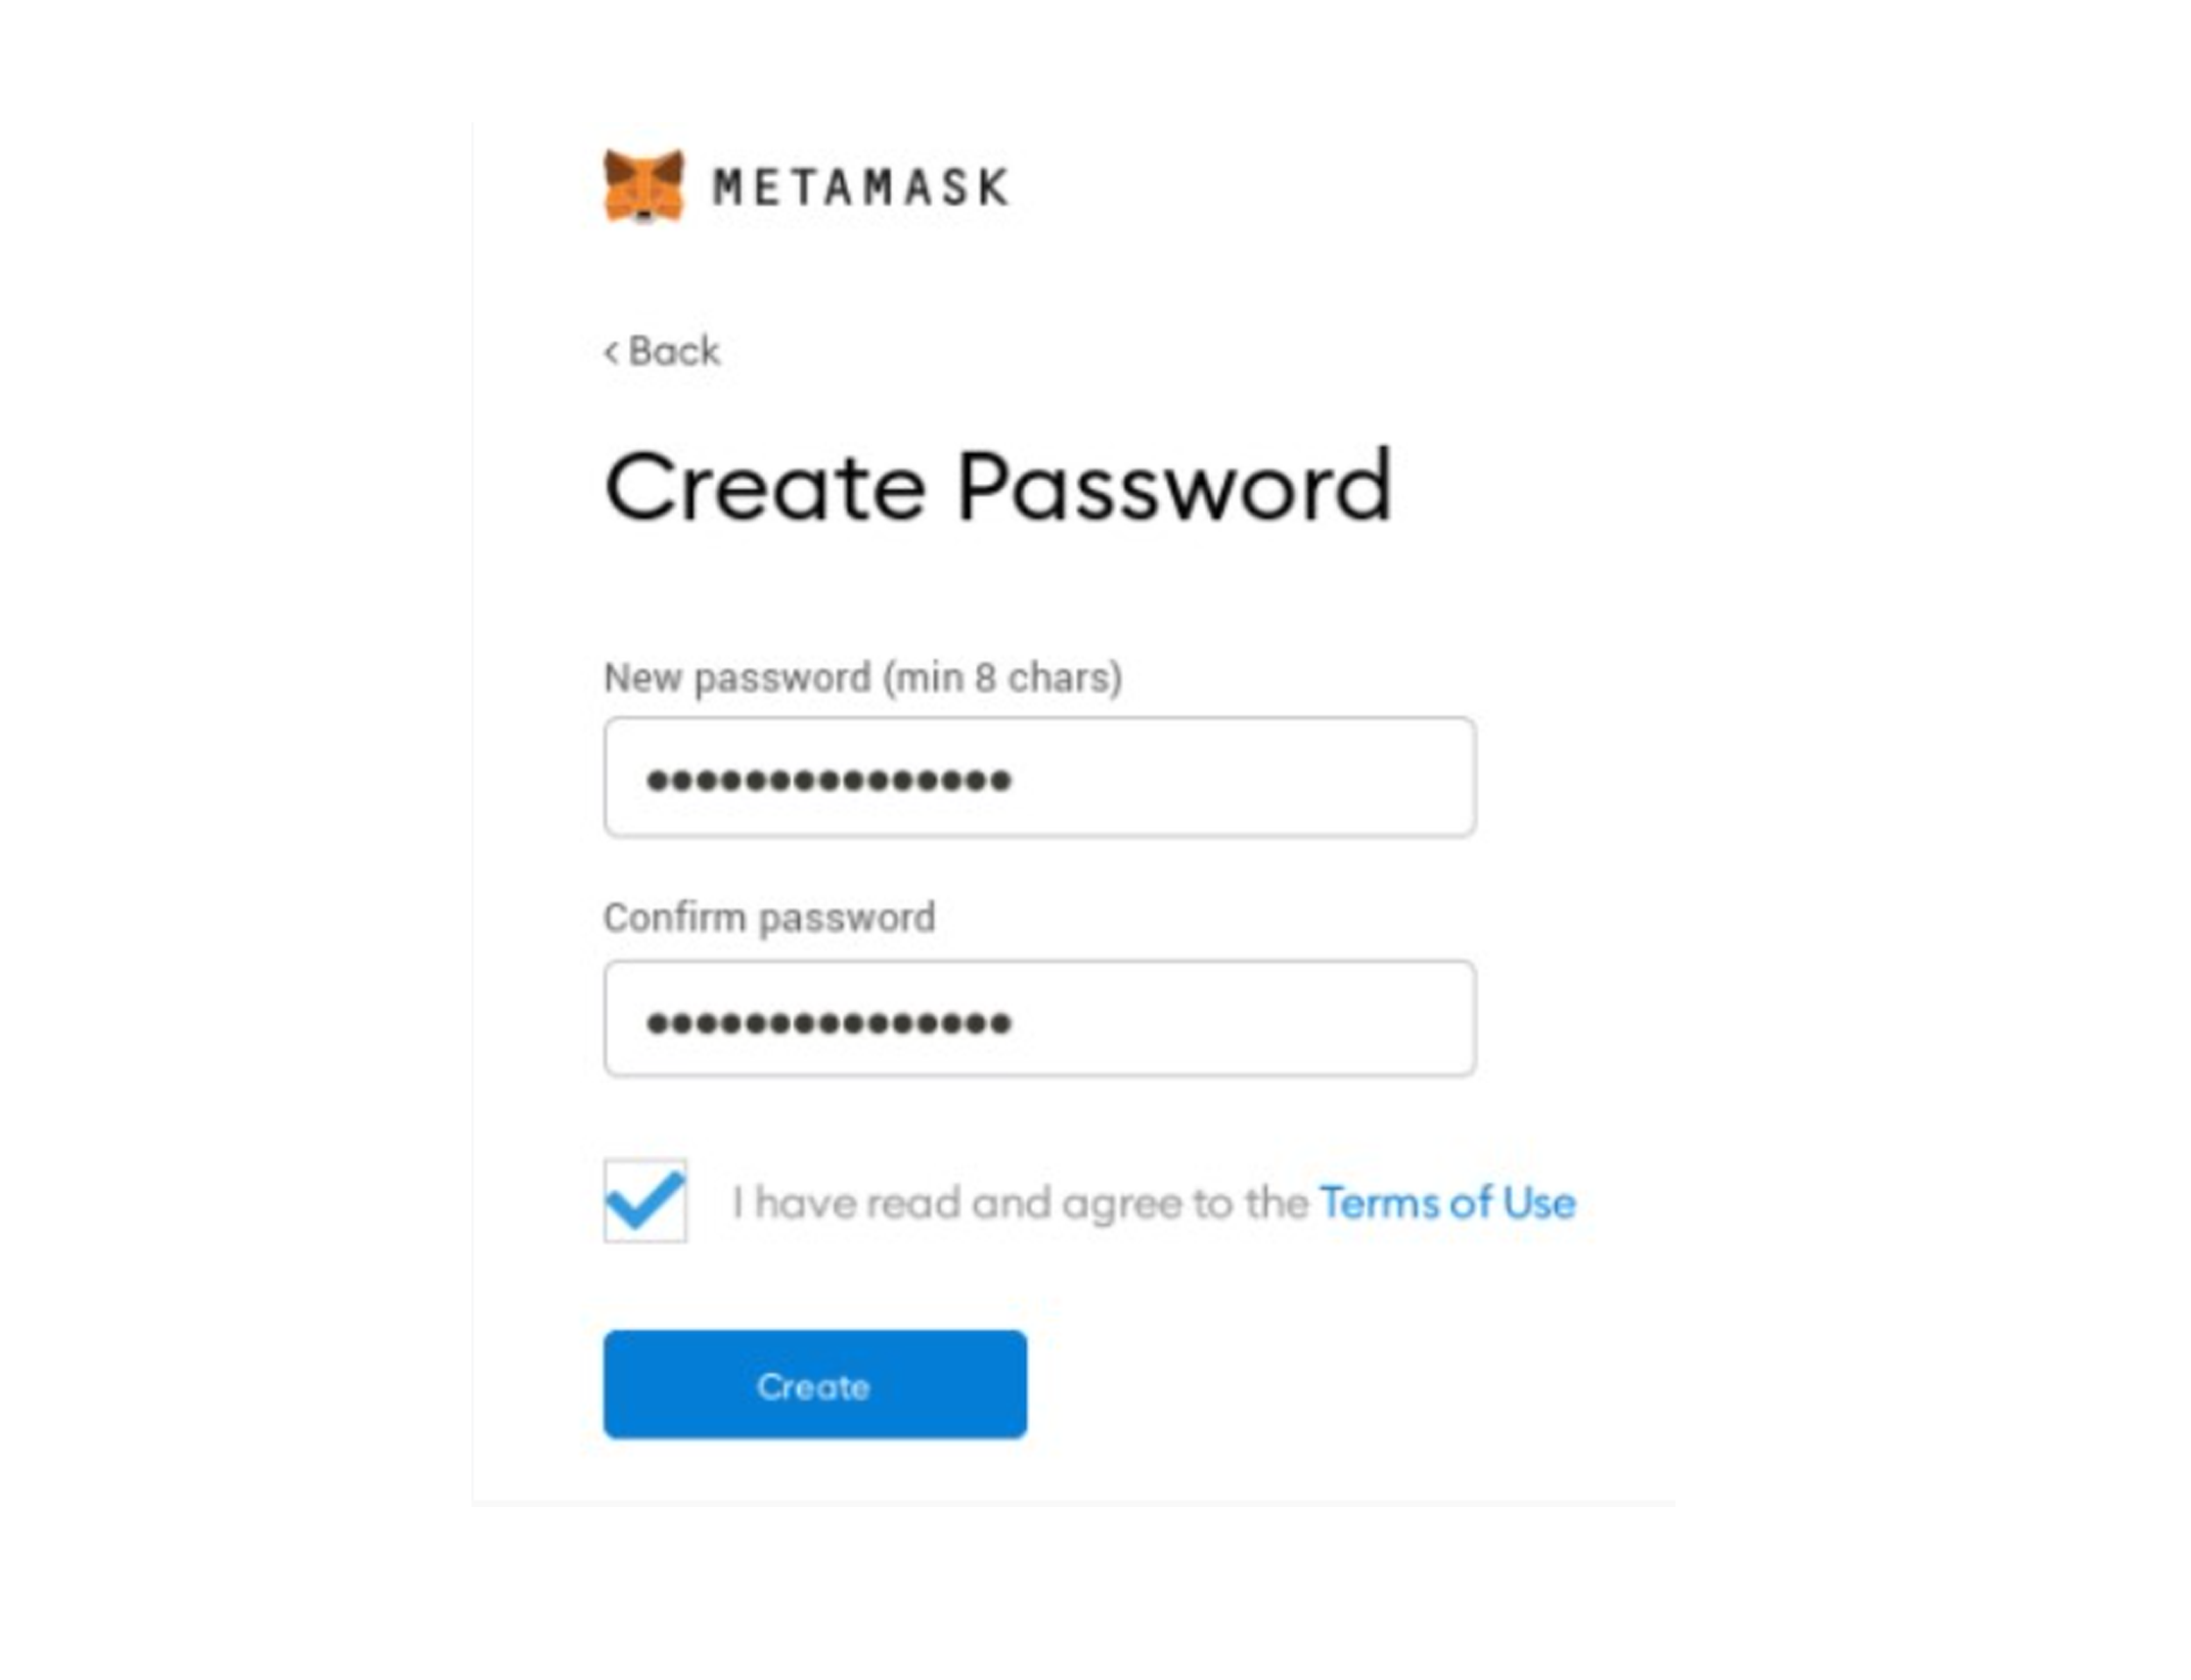 METAMASK
< Back
Create Password
New password (min 8 chars)
●●●●●●●●●●●●●●●
Confirm password
●●●●●●●●●●●●●●●
I have read and agree to the Terms of Use
Create